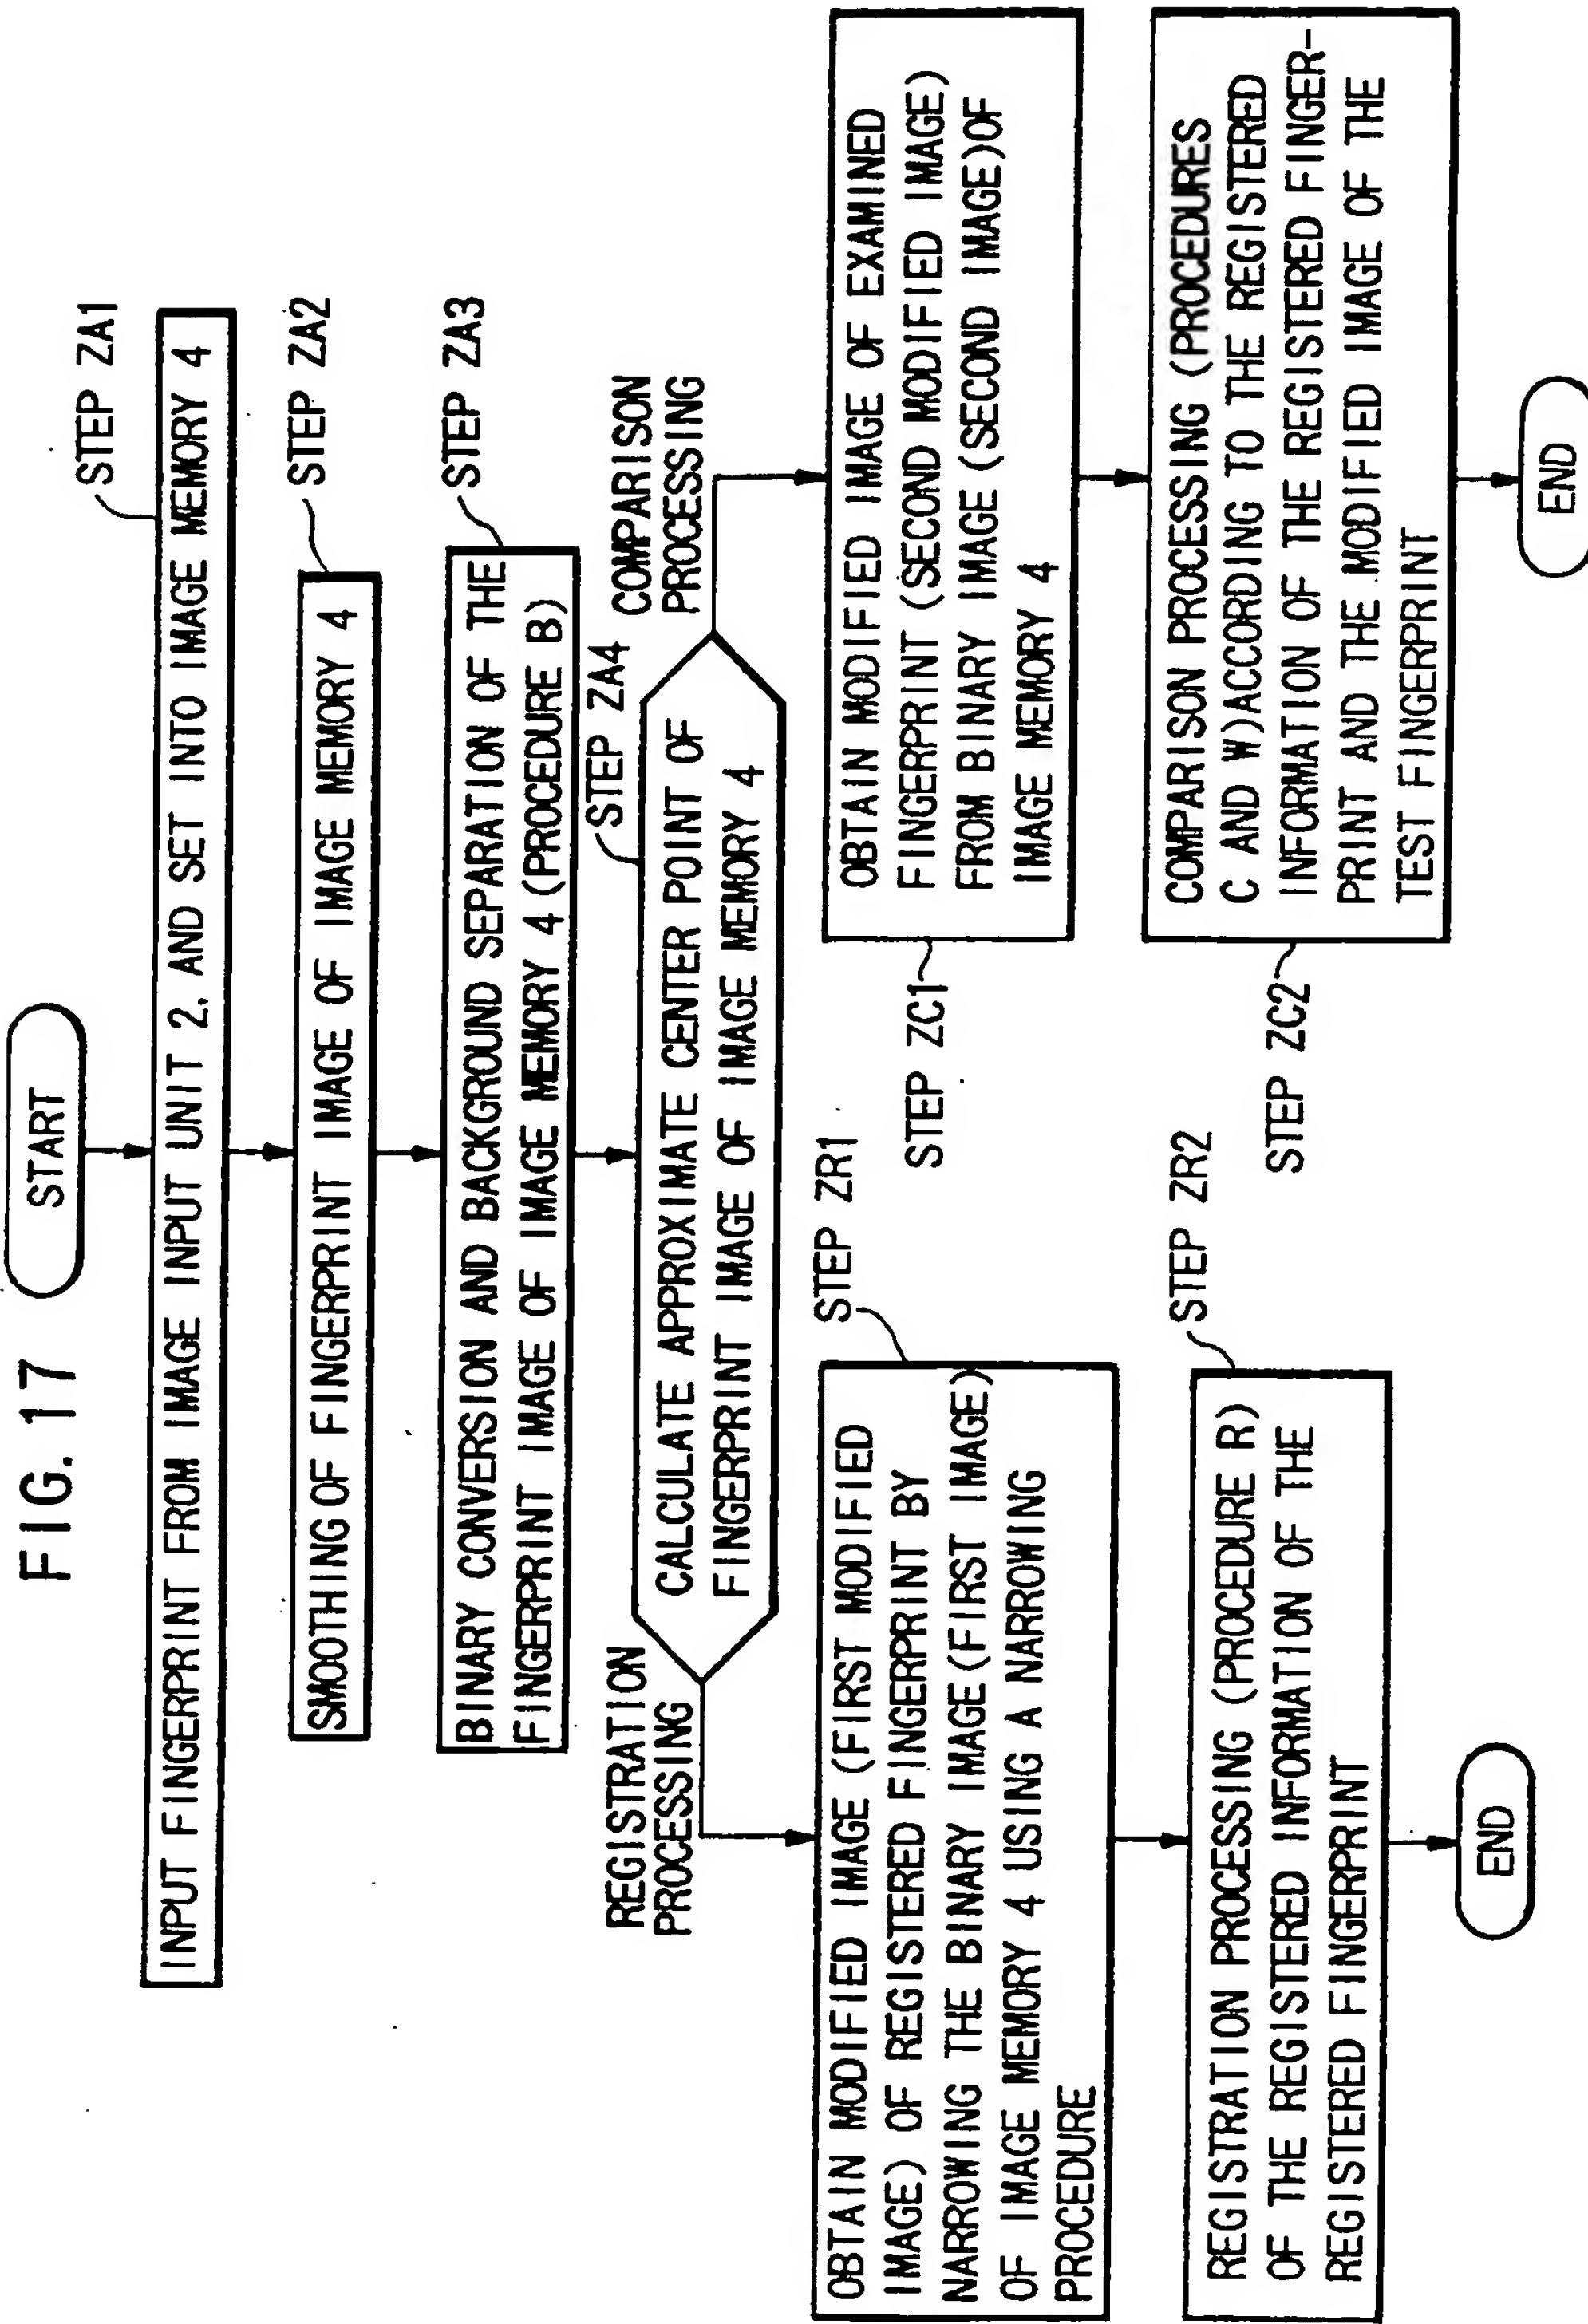 FIG. 17
START
STEP ZA1
INPUT FINGERPRINT FROM IMAGE INPUT UNIT 2, AND SET INTO IMAGE MEMORY 4
STEP ZA2
SMOOTHING OF FINGERPRINT IMAGE OF IMAGE MEMORY 4
STEP ZA3
BINARY CONVERSION AND BACKGROUND SEPARATION OF THE
FINGERPRINT IMAGE OF IMAGE MEMORY 4 (PROCEDURE B)
STEP ZA4
CALCULATE APPROXIMATE CENTER POINT OF
FINGERPRINT IMAGE OF IMAGE MEMORY 4
REGISTRATION
PROCESSING
COMPARISON
PROCESSING
STEP ZR1
OBTAIN MODIFIED IMAGE (FIRST MODIFIED
IMAGE) OF REGISTERED FINGERPRINT BY
NARROWING THE BINARY IMAGE (FIRST IMAGE)
OF IMAGE MEMORY 4 USING A NARROWING
PROCEDURE
STEP ZR2
REGISTRATION PROCESSING (PROCEDURE R)
OF THE REGISTERED INFORMATION OF THE
REGISTERED FINGERPRINT
END
STEP ZC1
OBTAIN MODIFIED IMAGE OF EXAMINED
FINGERPRINT (SECOND MODIFIED IMAGE)
FROM BINARY IMAGE (SECOND IMAGE)OF
IMAGE MEMORY 4
STEP ZC2
COMPARISON PROCESSING (PROCEDURES
C AND W)ACCORDING TO THE REGISTERED
INFORMATION OF THE REGISTERED FINGER-
PRINT AND THE MODIFIED IMAGE OF THE
TEST FINGERPRINT
END